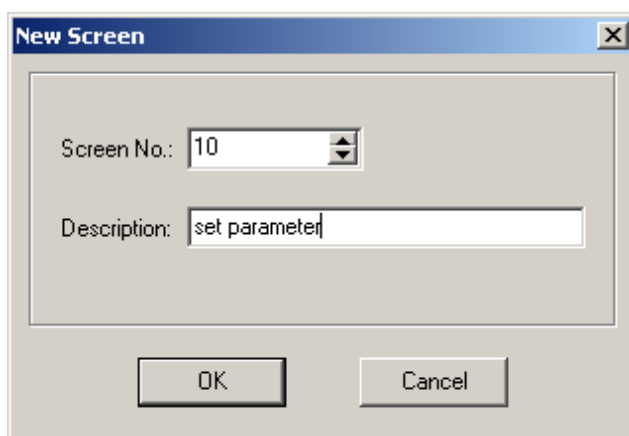 New Screen
Screen No.: 10
Description: set parameter
OK Cancel